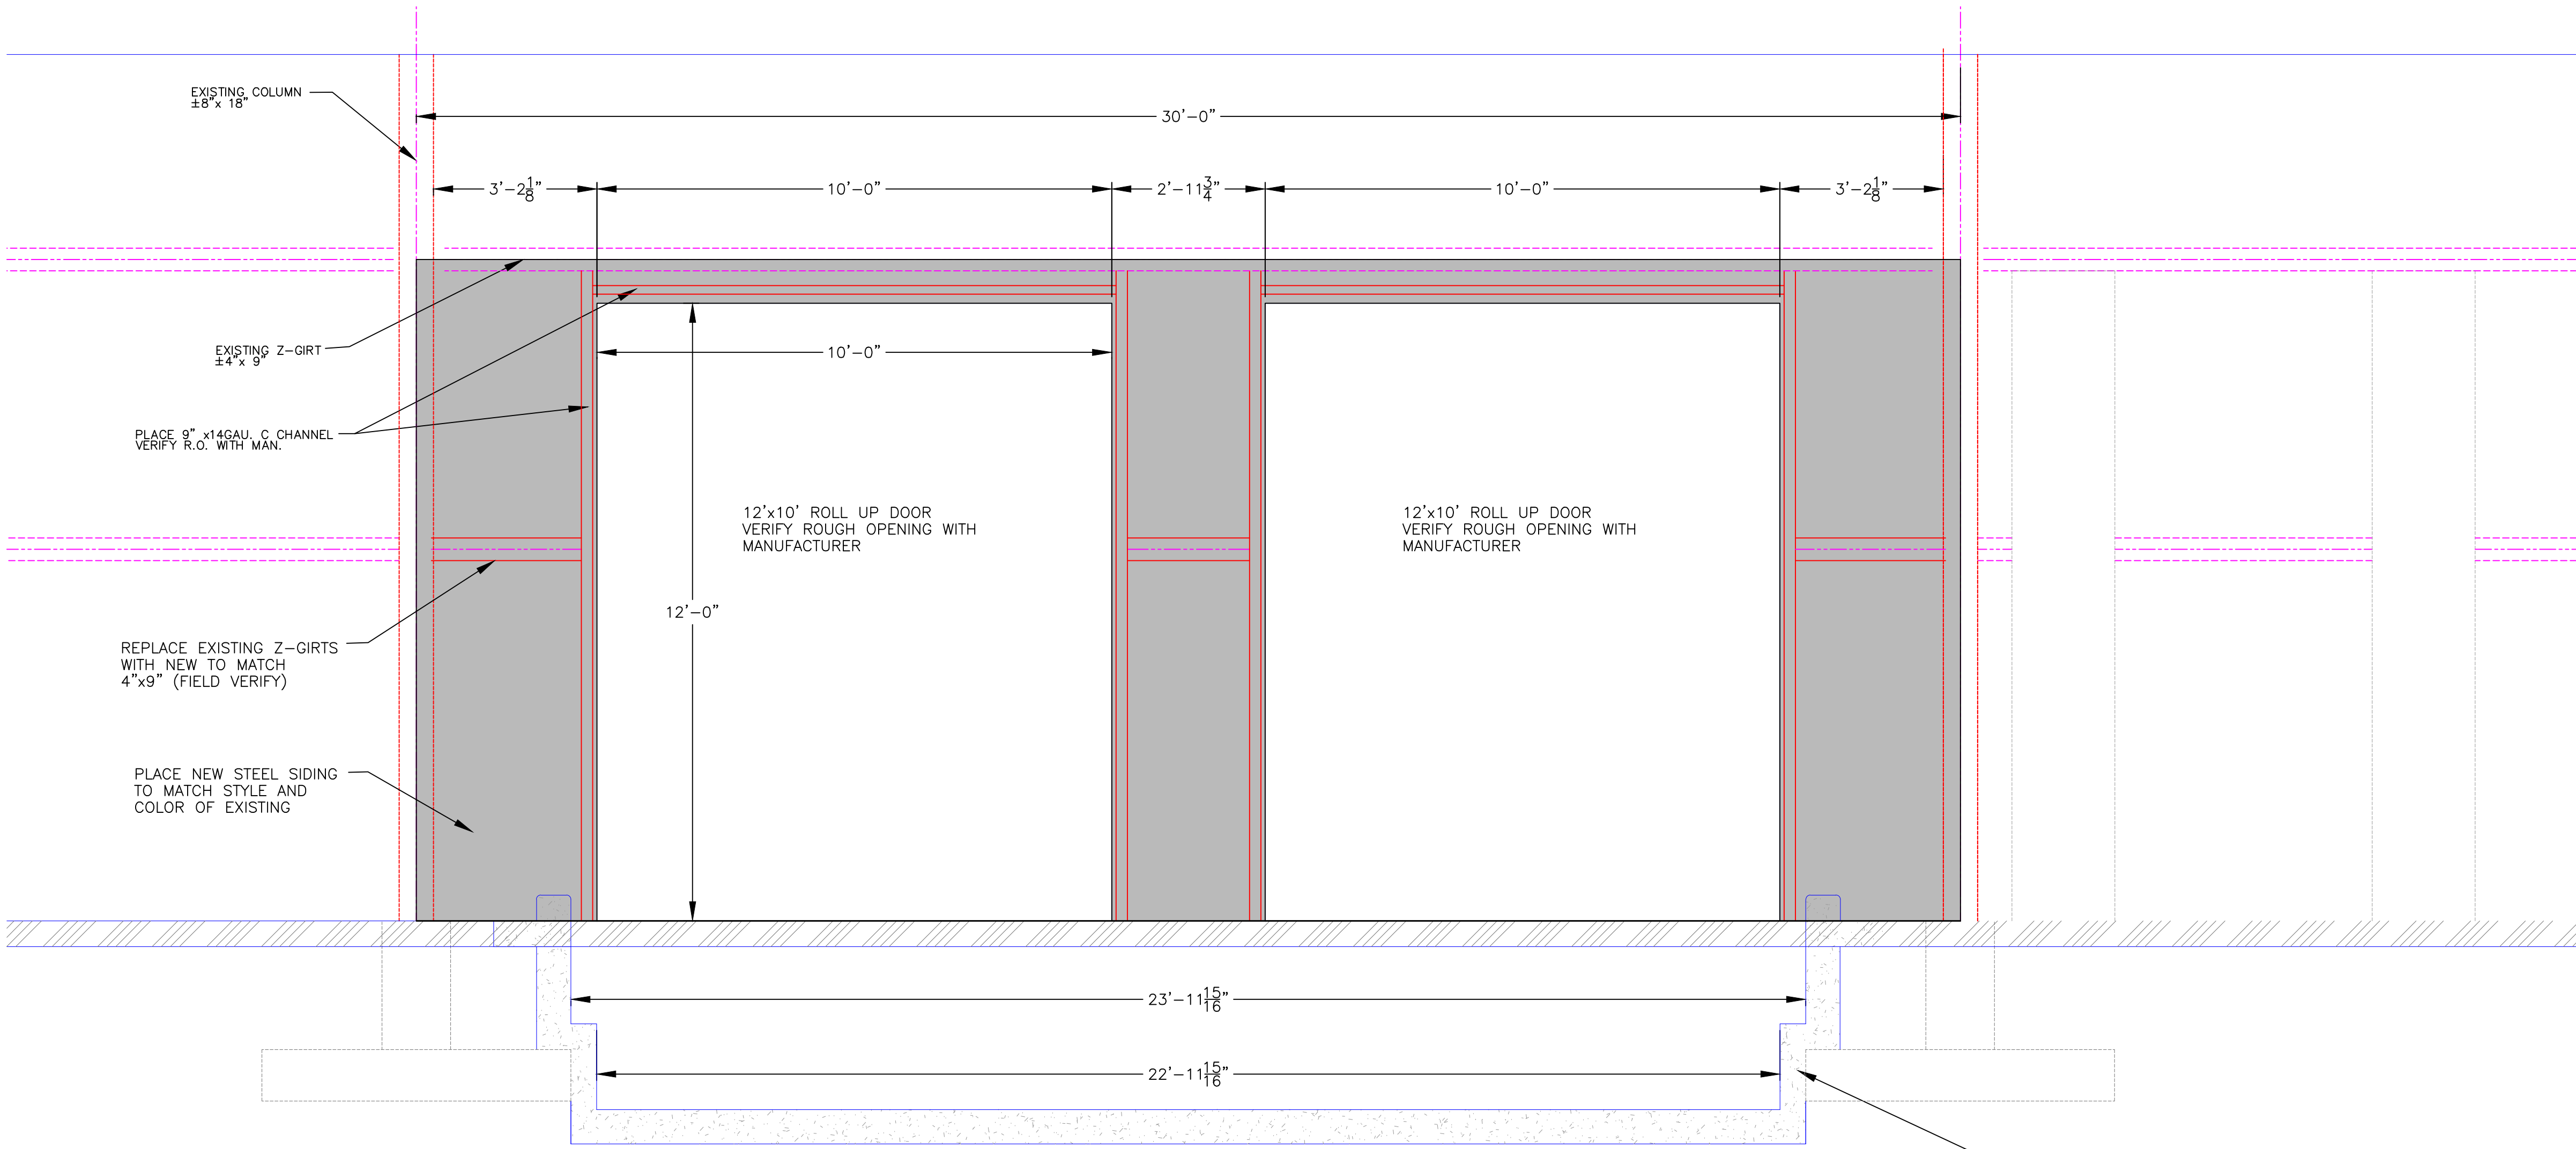 EXISTING COLUMN
±8"x 18"
30'-0"
3'-2 1/8"
10'-0"
2'-11 3/4"
10'-0"
3'-2 1/8"
EXISTING Z-GIRT
±4"x 9"
10'-0"
PLACE 9" x14GAU. C CHANNEL
VERIFY R.O. WITH MAN.
12'x10' ROLL UP DOOR
VERIFY ROUGH OPENING WITH
MANUFACTURER
12'x10' ROLL UP DOOR
VERIFY ROUGH OPENING WITH
MANUFACTURER
12'-0"
REPLACE EXISTING Z-GIRTS
WITH NEW TO MATCH
4"x9" (FIELD VERIFY)
PLACE NEW STEEL SIDING
TO MATCH STYLE AND
COLOR OF EXISTING
23'-11 15/16"
22'-11 15/16"